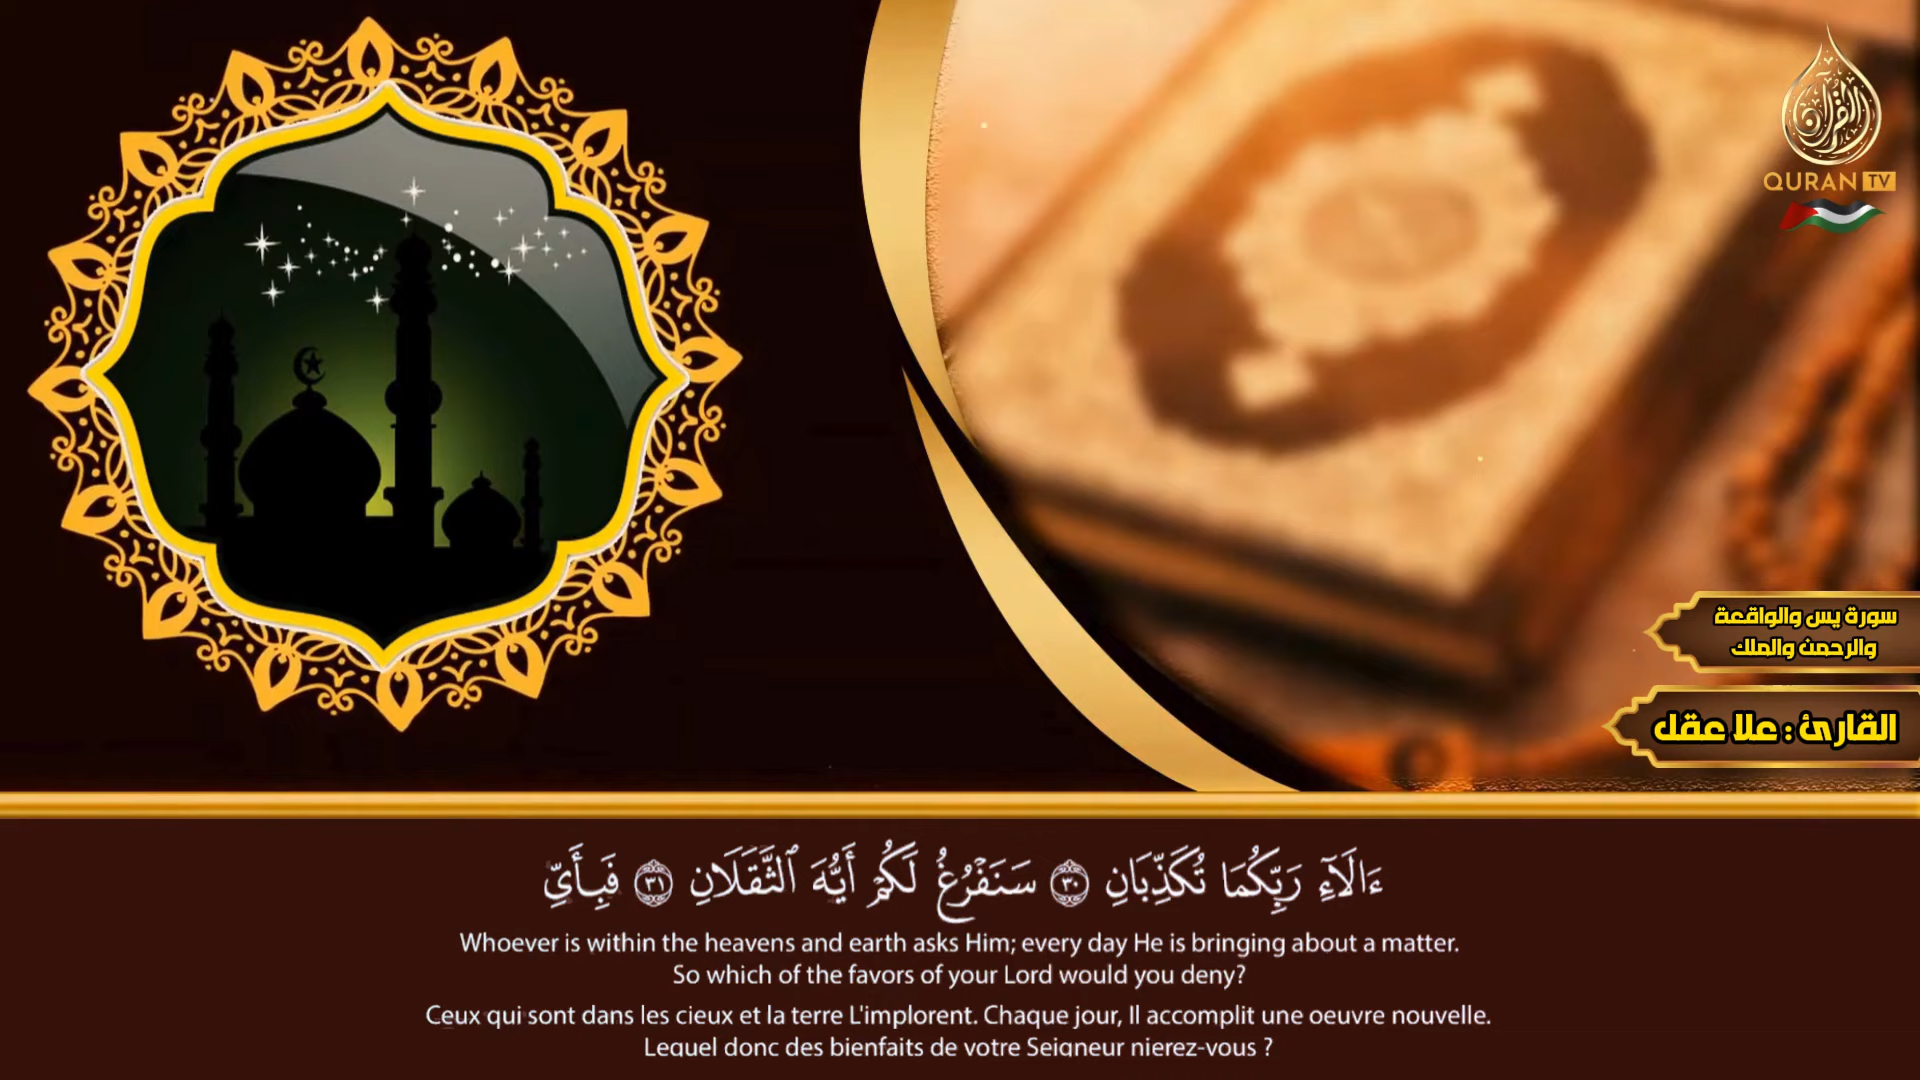 القرآن
QURAN TV
سورة يس والواقعة
والرحمن والملك
القارئ : علا عقل
ءَالَآءِ رَبِّكُمَا تُكَذِّبَانِ ٣٠ سَنَفْرُغُ لَكُمْ أَيُّهَ ٱلثَّقَلَانِ ٣١ فَبِأَيِّ
Whoever is within the heavens and earth asks Him; every day He is bringing about a matter.
So which of the favors of your Lord would you deny?
Ceux qui sont dans les cieux et la terre L'implorent. Chaque jour, Il accomplit une oeuvre nouvelle.
Lequel donc des bienfaits de votre Seigneur nierez-vous ?